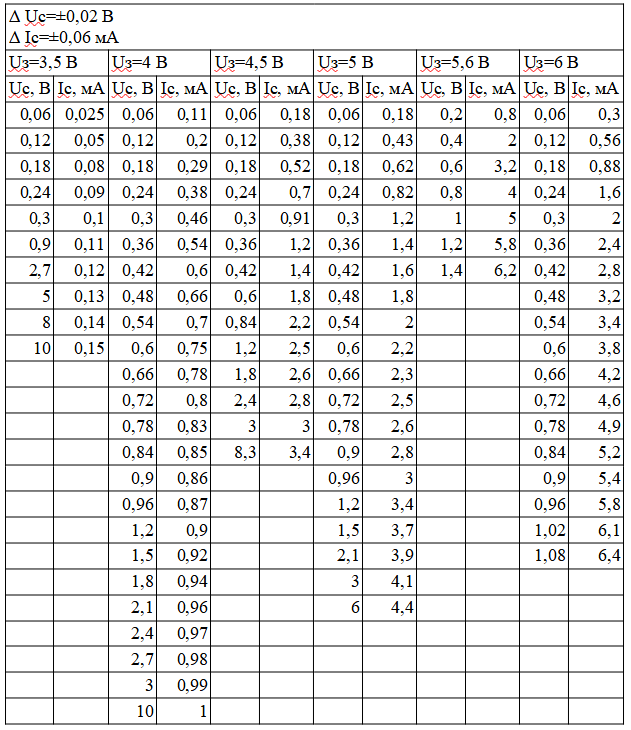 Δ Uc=±0,02 В
Δ Ic=±0,06 мА
Uз=3,5 В Uз=4 В Uз=4,5 В Uз=5 В Uз=5,6 В Uз=6 В
Uc, В Ic, мА Uc, В Ic, мА Uc, В Ic, мА Uc, В Ic, мА Uc, В Ic, мА Uc, В Ic, мА
0,06 0,025 0,06 0,11 0,06 0,18 0,06 0,18 0,2 0,8 0,06 0,3
0,12 0,05 0,12 0,2 0,12 0,38 0,12 0,43 0,4 2 0,12 0,56
0,18 0,08 0,18 0,29 0,18 0,52 0,18 0,62 0,6 3,2 0,18 0,88
0,24 0,09 0,24 0,38 0,24 0,7 0,24 0,82 0,8 4 0,24 1,6
0,3 0,1 0,3 0,46 0,3 0,91 0,3 1,2 1 5 0,3 2
0,9 0,11 0,36 0,54 0,36 1,2 0,36 1,4 1,2 5,8 0,36 2,4
2,7 0,12 0,42 0,6 0,42 1,4 0,42 1,6 1,4 6,2 0,42 2,8
5 0,13 0,48 0,66 0,6 1,8 0,48 1,8 0,48 3,2
8 0,14 0,54 0,7 0,84 2,2 0,54 2 0,54 3,4
10 0,15 0,6 0,75 1,2 2,5 0,6 2,2 0,6 3,8
0,66 0,78 1,8 2,6 0,66 2,3 0,66 4,2
0,72 0,8 2,4 2,8 0,72 2,5 0,72 4,6
0,78 0,83 3 3 0,78 2,6 0,78 4,9
0,84 0,85 8,3 3,4 0,9 2,8 0,84 5,2
0,9 0,86 0,96 3 0,9 5,4
0,96 0,87 1,2 3,4 0,96 5,8
1,2 0,9 1,5 3,7 1,02 6,1
1,5 0,92 2,1 3,9 1,08 6,4
1,8 0,94 3 4,1
2,1 0,96 6 4,4
2,4 0,97
2,7 0,98
3 0,99
10 1